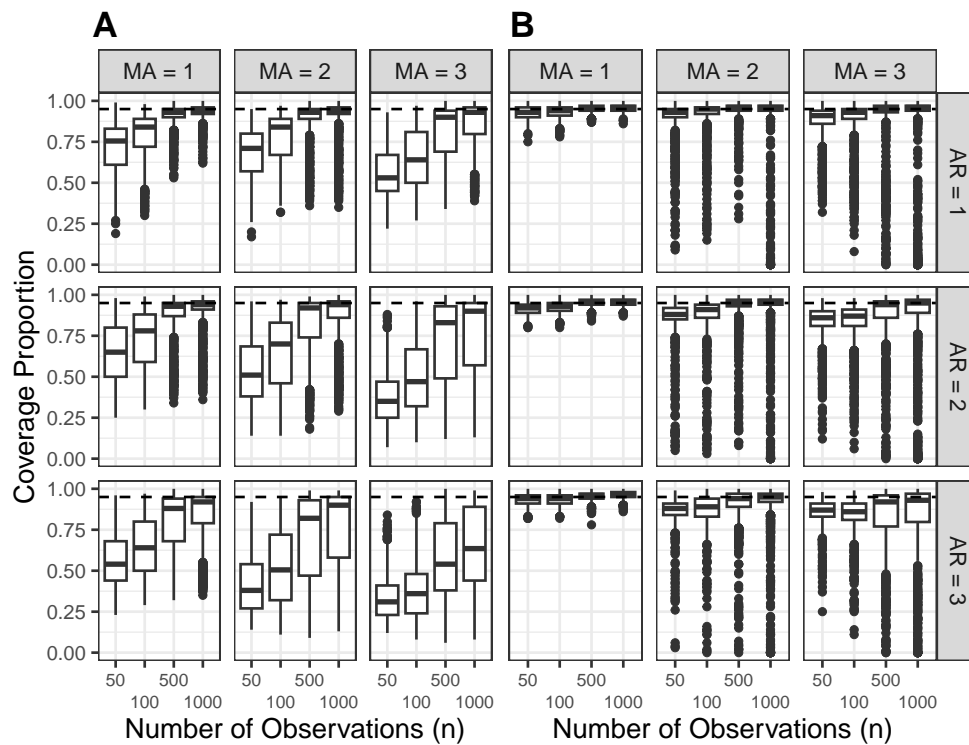 A B
MA = 1 MA = 2 MA = 3 MA = 1 MA = 2 MA = 3
Coverage Proportion
1.00
0.75
0.50
0.25
0.00
AR = 1
1.00
0.75
0.50
0.25
0.00
AR = 2
1.00
0.75
0.50
0.25
0.00
AR = 3
50 500 50 500 50 500 50 500 50 500 50 500
100 1000 100 1000 100 1000 100 1000 100 1000 100 1000
Number of Observations (n) Number of Observations (n)